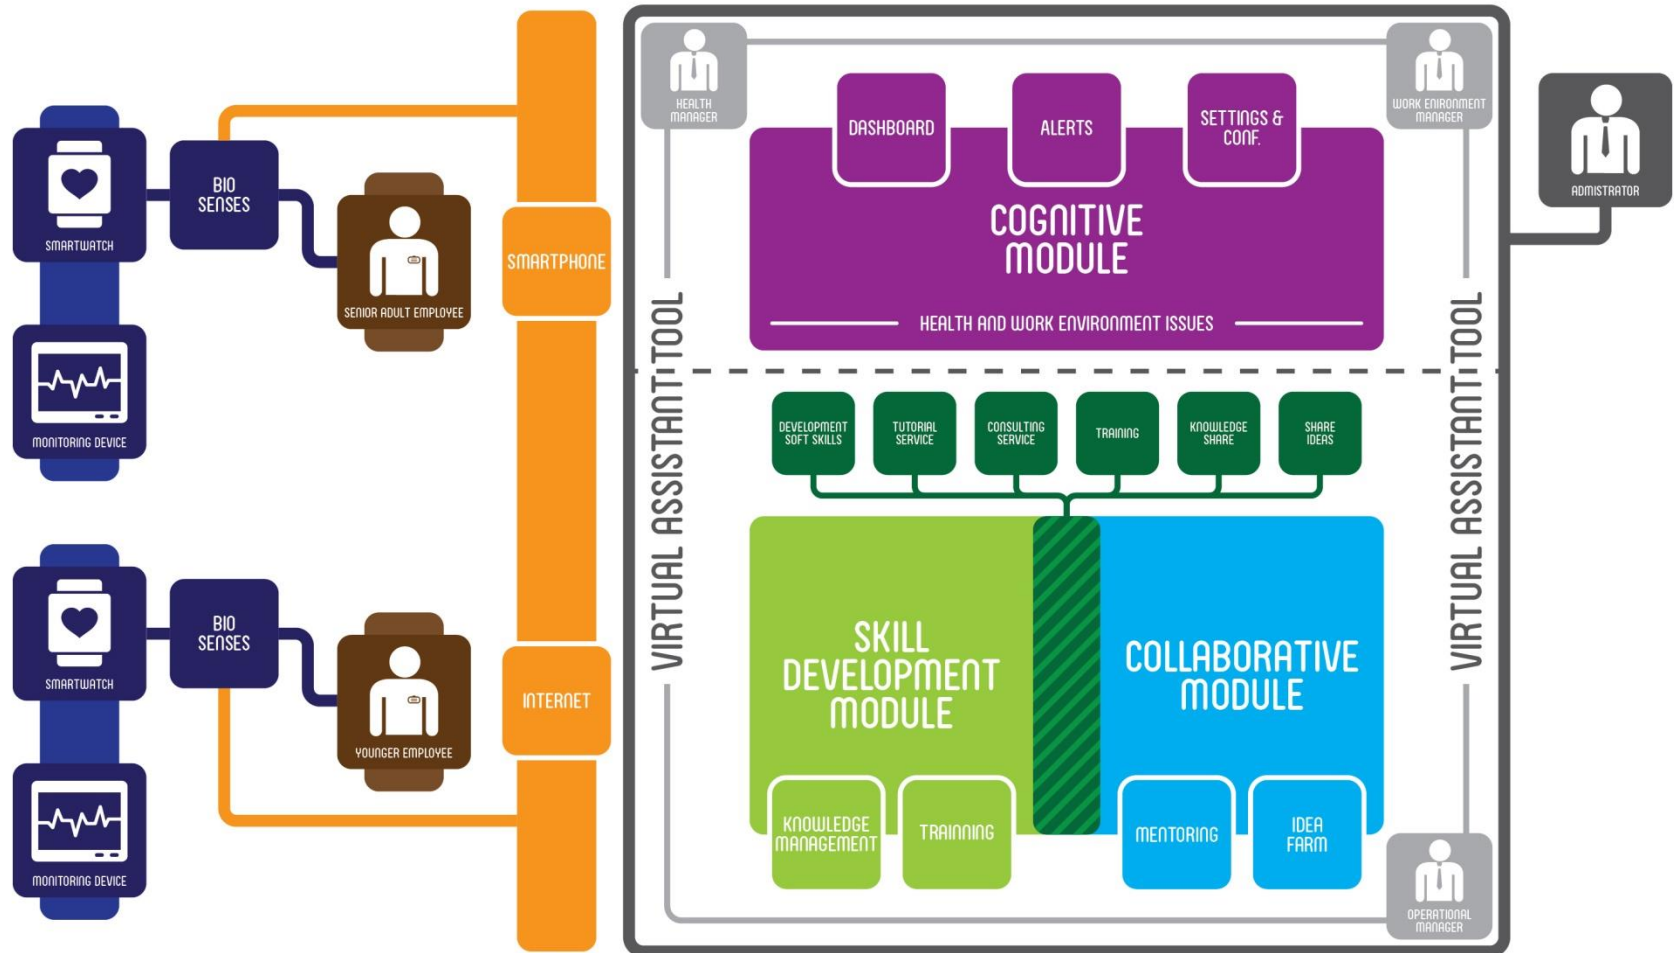 SMARTWATCH
MONITORING DEVICE
BIO
SENSES
SENIOR ADULT EMPLOYEE
SMARTWATCH
MONITORING DEVICE
BIO
SENSES
YOUNGER EMPLOYEE
SMARTPHONE
INTERNET
HEALTH
MANAGER
WORK ENIRONMENT
MANAGER
VIRTUAL ASSISTANT TOOL
DASHBOARD
ALERTS
SETTINGS &
CONF.
COGNITIVE
MODULE
HEALTH AND WORK ENVIRONMENT ISSUES
DEVELOPMENT
SOFT SKILLS
TUTORIAL
SERVICE
CONSULTING
SERVICE
TRAINING
KNOWLEDGE
SHARE
SHARE
IDEAS
SKILL
DEVELOPMENT
MODULE
KNOWLEDGE
MANAGEMENT
TRAINNING
COLLABORATIVE
MODULE
MENTORING
IDEA
FARM
VIRTUAL ASSISTANT TOOL
OPERATIONAL
MANAGER
ADMISTRATOR